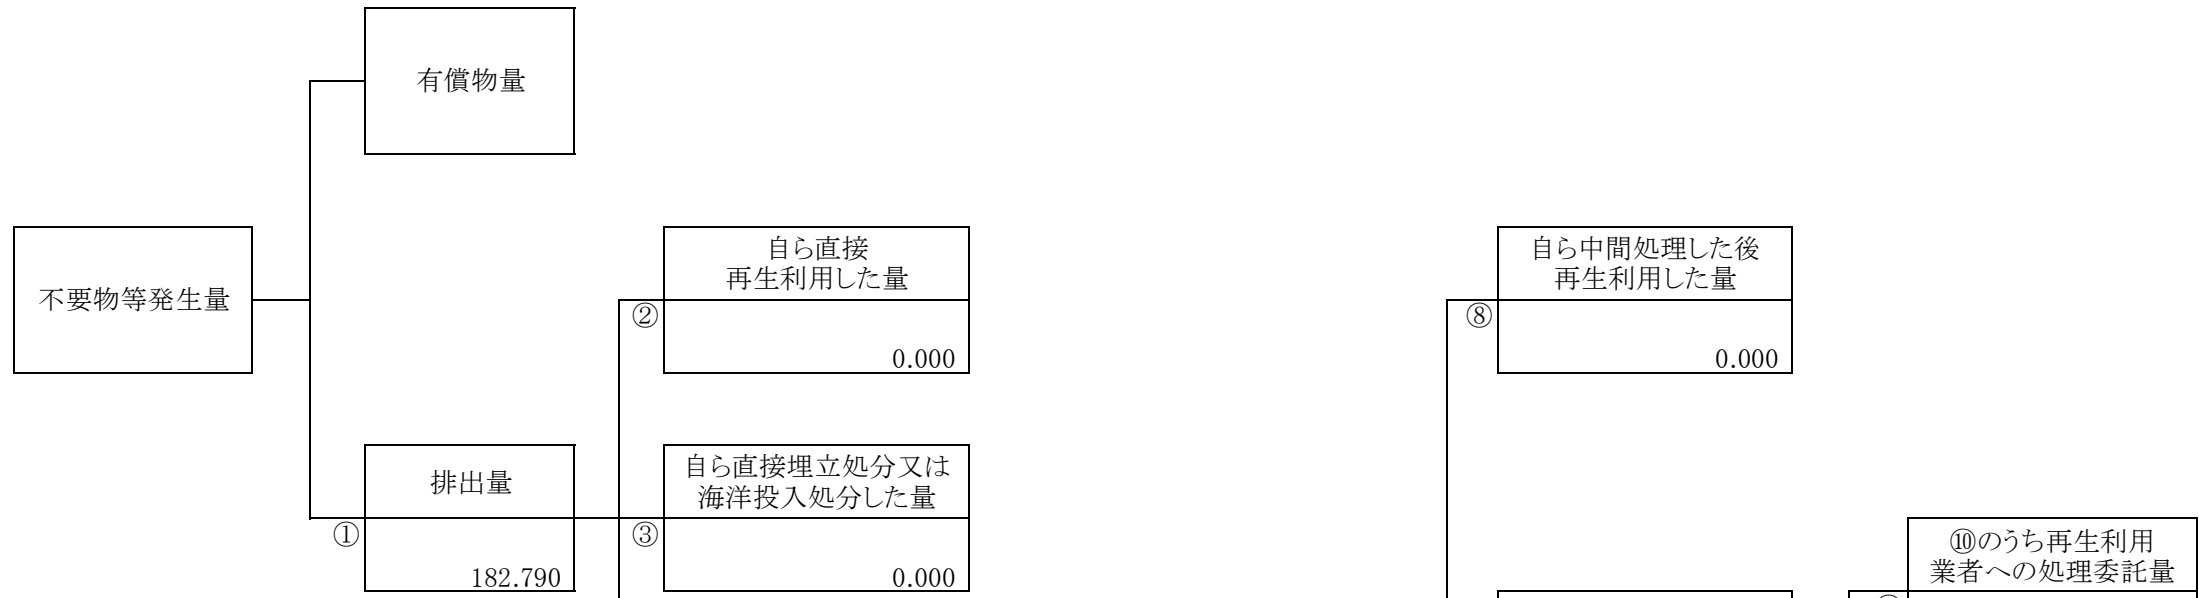 有償物量
不要物等発生量
自ら直接
再生利用した量
②
0.000
自ら中間処理した後
再生利用した量
⑧
0.000
排出量
①
182.790
自ら直接埋立処分又は
海洋投入処分した量
③
0.000
⑩のうち再生利用
業者への処理委託量